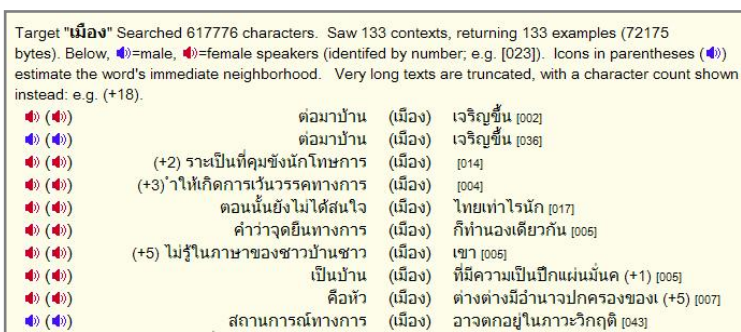 Target "เมือง" Searched 617776 characters. Saw 133 contexts, returning 133 examples (72175
bytes). Below, =male, =female speakers (identifed by number; e.g. [023]). Icons in parentheses ( )
estimate the word's immediate neighborhood. Very long texts are truncated, with a character count shown
instead: e.g. (+18).
( ) ต่อมาบ้าน (เมือง) เจริญขึ้น [002]
( ) ต่อมาบ้าน (เมือง) เจริญขึ้น [036]
( ) (+2) ราะเป็นที่คุมขังนักโทษการ (เมือง) [014]
( ) (+3) ำให้เกิดการเว้นวรรคทางการ (เมือง) [004]
( ) ตอนนั้นยังไม่ได้สนใจ (เมือง) ไทยเท่าไรนัก [017]
( ) คำว่าจุดยืนทางการ (เมือง) ก็ทำนองเดียวกัน [005]
( ) (+5) ไม่รู้ในภาษาของชาวบ้านชาว (เมือง) เขา [005]
( ) เป็นบ้าน (เมือง) ที่มีความเป็นปึกแผ่นมั่นค (+1) [005]
( ) คือหัว (เมือง) ต่างต่างมีอำนาจปกครองของเ (+5) [007]
( ) สถานการณ์ทางการ (เมือง) อาจตกอยู่ในภาวะวิกฤติ [043]